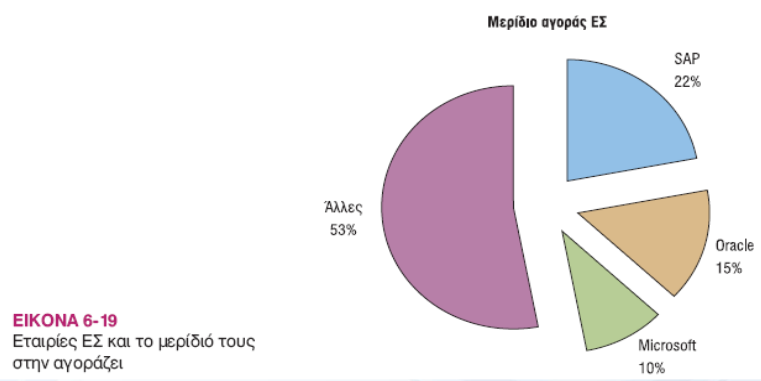 Μερίδιο αγοράς ΕΣ
SAP
22%
Άλλες
53%
Oracle
15%
Microsoft
10%
ΕΙΚΟΝΑ 6-19
Εταιρίες ΕΣ και το μερίδιό τους
στην αγοράζει